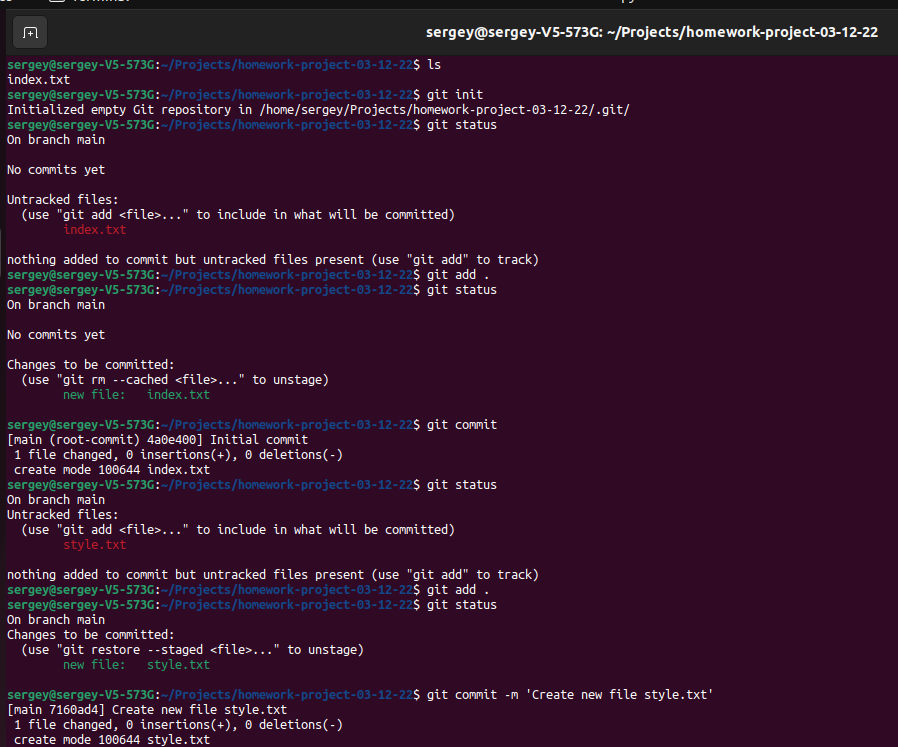 sergey@sergey-V5-573G: ~/Projects/homework-project-03-12-22
sergey@sergey-V5-573G:~/Projects/homework-project-03-12-22$ ls
index.txt
sergey@sergey-V5-573G:~/Projects/homework-project-03-12-22$ git init
Initialized empty Git repository in /home/sergey/Projects/homework-project-03-12-22/.git/
sergey@sergey-V5-573G:~/Projects/homework-project-03-12-22$ git status
On branch main

No commits yet

Untracked files:
  (use "git add <file>..." to include in what will be committed)
        index.txt

nothing added to commit but untracked files present (use "git add" to track)
sergey@sergey-V5-573G:~/Projects/homework-project-03-12-22$ git add .
sergey@sergey-V5-573G:~/Projects/homework-project-03-12-22$ git status
On branch main

No commits yet

Changes to be committed:
  (use "git rm --cached <file>..." to unstage)
        new file:   index.txt

sergey@sergey-V5-573G:~/Projects/homework-project-03-12-22$ git commit
[main (root-commit) 4a0e400] Initial commit
 1 file changed, 0 insertions(+), 0 deletions(-)
 create mode 100644 index.txt
sergey@sergey-V5-573G:~/Projects/homework-project-03-12-22$ git status
On branch main
Untracked files:
  (use "git add <file>..." to include in what will be committed)
        style.txt

nothing added to commit but untracked files present (use "git add" to track)
sergey@sergey-V5-573G:~/Projects/homework-project-03-12-22$ git add .
sergey@sergey-V5-573G:~/Projects/homework-project-03-12-22$ git status
On branch main
Changes to be committed:
  (use "git restore --staged <file>..." to unstage)
        new file:   style.txt

sergey@sergey-V5-573G:~/Projects/homework-project-03-12-22$ git commit -m 'Create new file style.txt'
[main 7160ad4] Create new file style.txt
 1 file changed, 0 insertions(+), 0 deletions(-)
 create mode 100644 style.txt